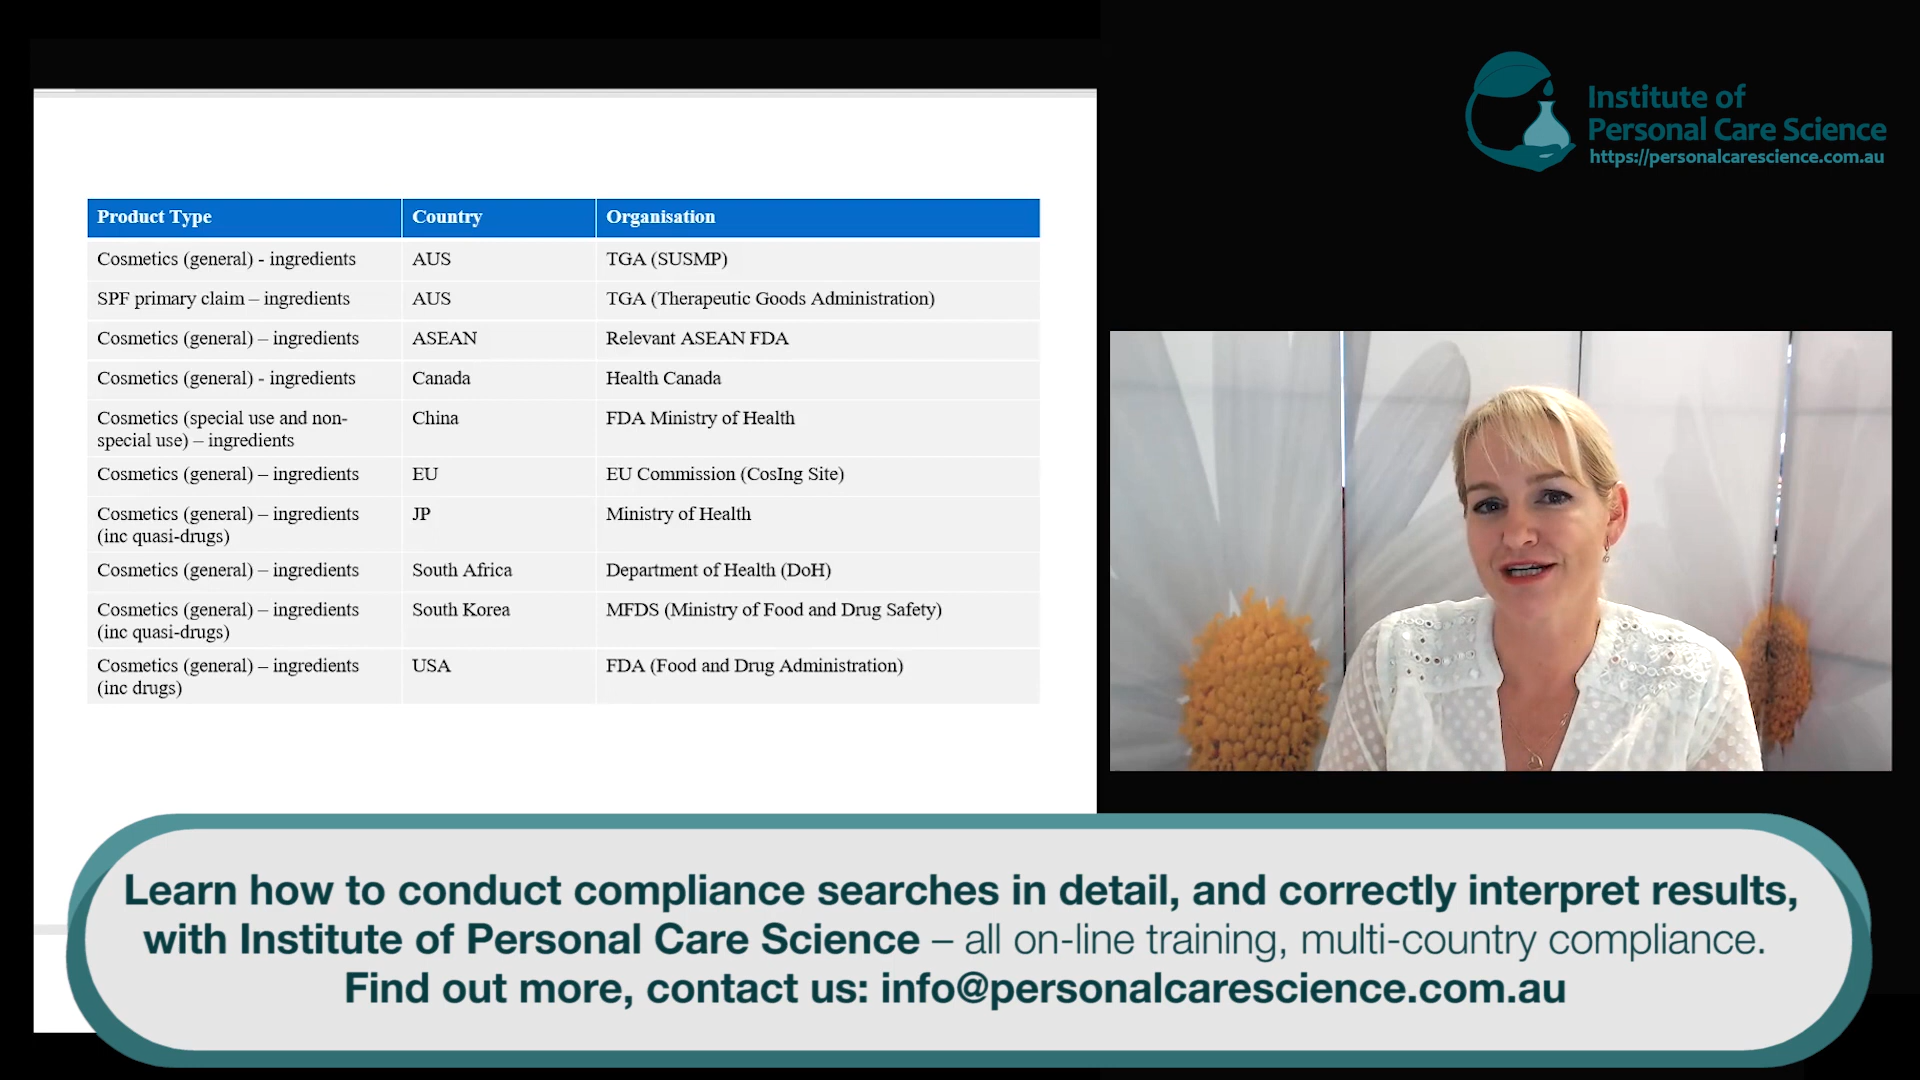 Institute of
Personal Care Science
https://personalcarescience.com.au
Product Type Country Organisation
Cosmetics (general) - ingredients AUS TGA (SUSMP)
SPF primary claim – ingredients AUS TGA (Therapeutic Goods Administration)
Cosmetics (general) – ingredients ASEAN Relevant ASEAN FDA
Cosmetics (general) - ingredients Canada Health Canada
Cosmetics (special use and non- China FDA Ministry of Health
special use) – ingredients
Cosmetics (general) – ingredients EU EU Commission (CosIng Site)
Cosmetics (general) – ingredients JP Ministry of Health
(inc quasi-drugs)
Cosmetics (general) – ingredients South Africa Department of Health (DoH)
Cosmetics (general) – ingredients South Korea MFDS (Ministry of Food and Drug Safety)
(inc quasi-drugs)
Cosmetics (general) – ingredients USA FDA (Food and Drug Administration)
(inc drugs)
Learn how to conduct compliance searches in detail, and correctly interpret results,
with Institute of Personal Care Science – all on-line training, multi-country compliance.
Find out more, contact us: info@personalcarescience.com.au